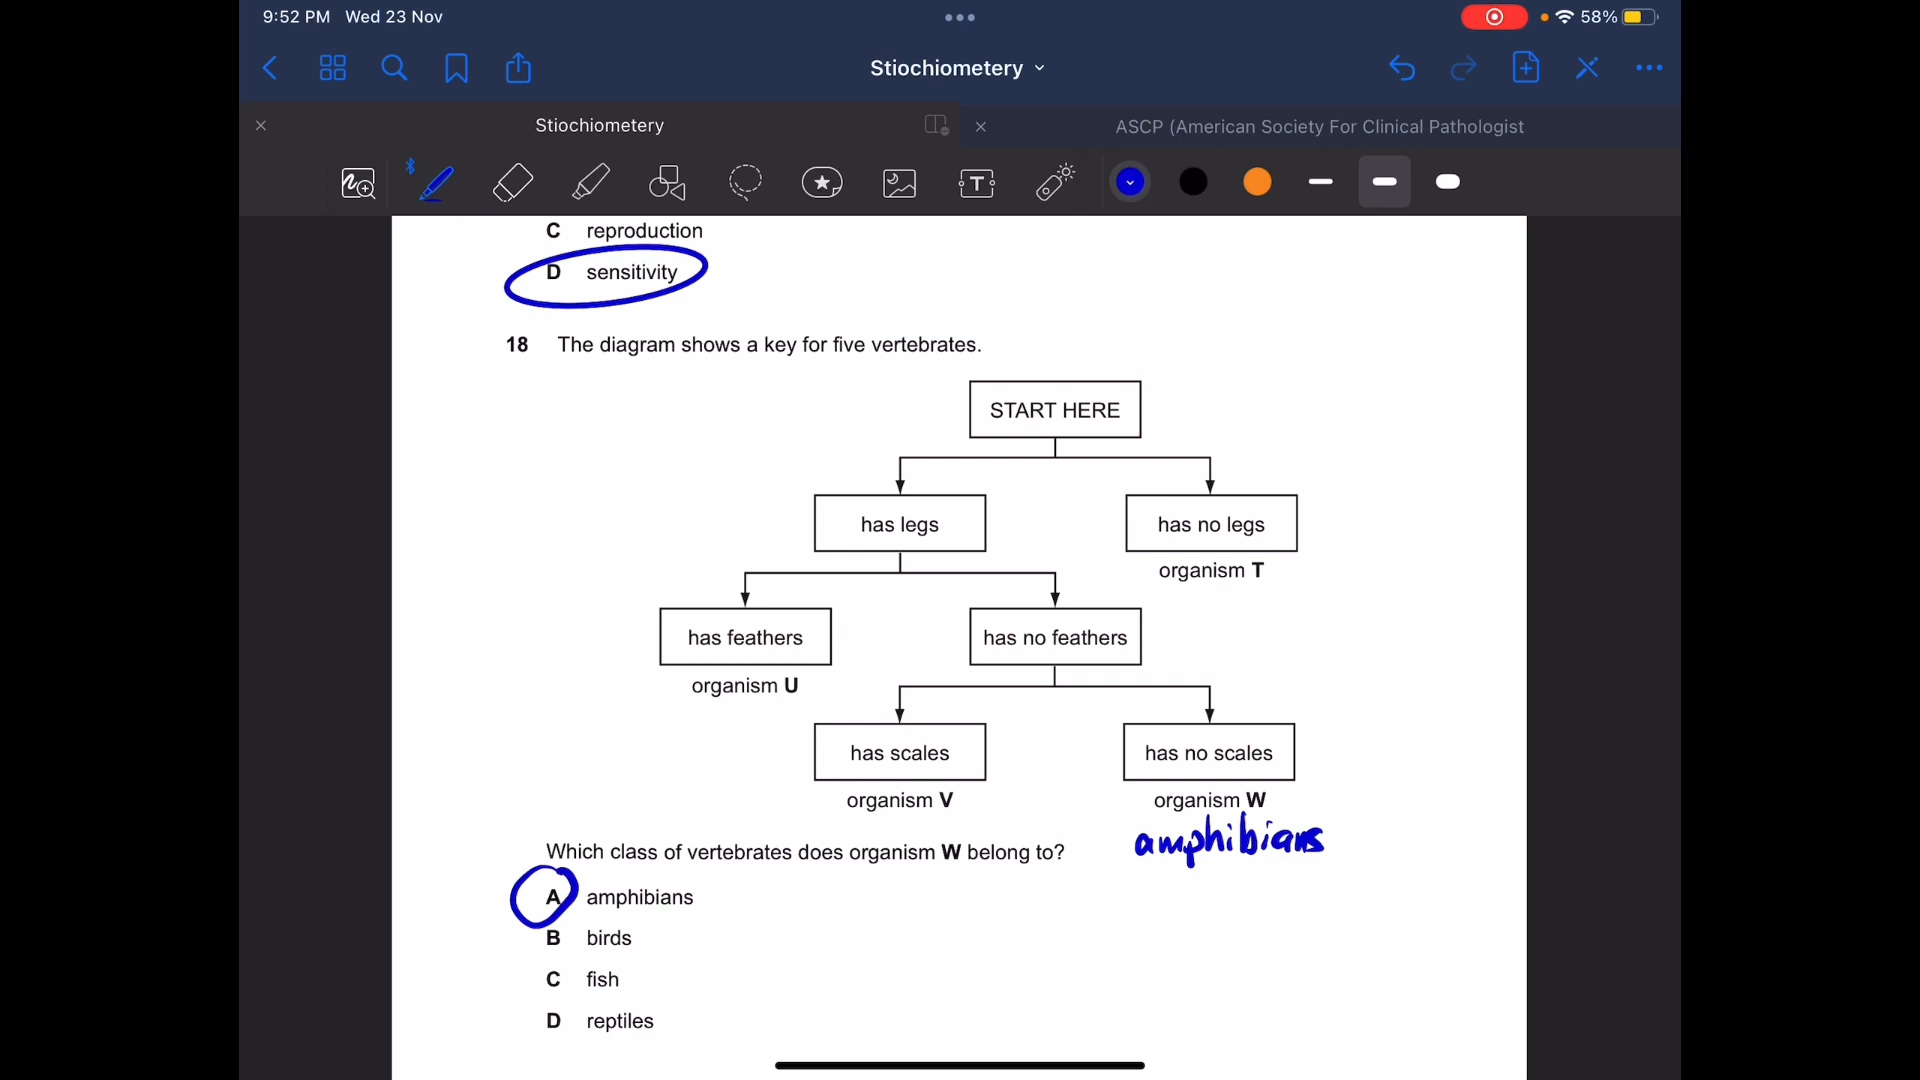 9:52 PM Wed 23 Nov
58%
Stiochiometery
Stiochiometery
ASCP (American Society For Clinical Pathologist
T
C reproduction
D sensitivity
18 The diagram shows a key for five vertebrates.
START HERE
has legs
has no legs
organism T
has feathers
has no feathers
organism U
has scales
has no scales
organism V
organism W
amphibians
Which class of vertebrates does organism W belong to?
A amphibians
B birds
C fish
D reptiles